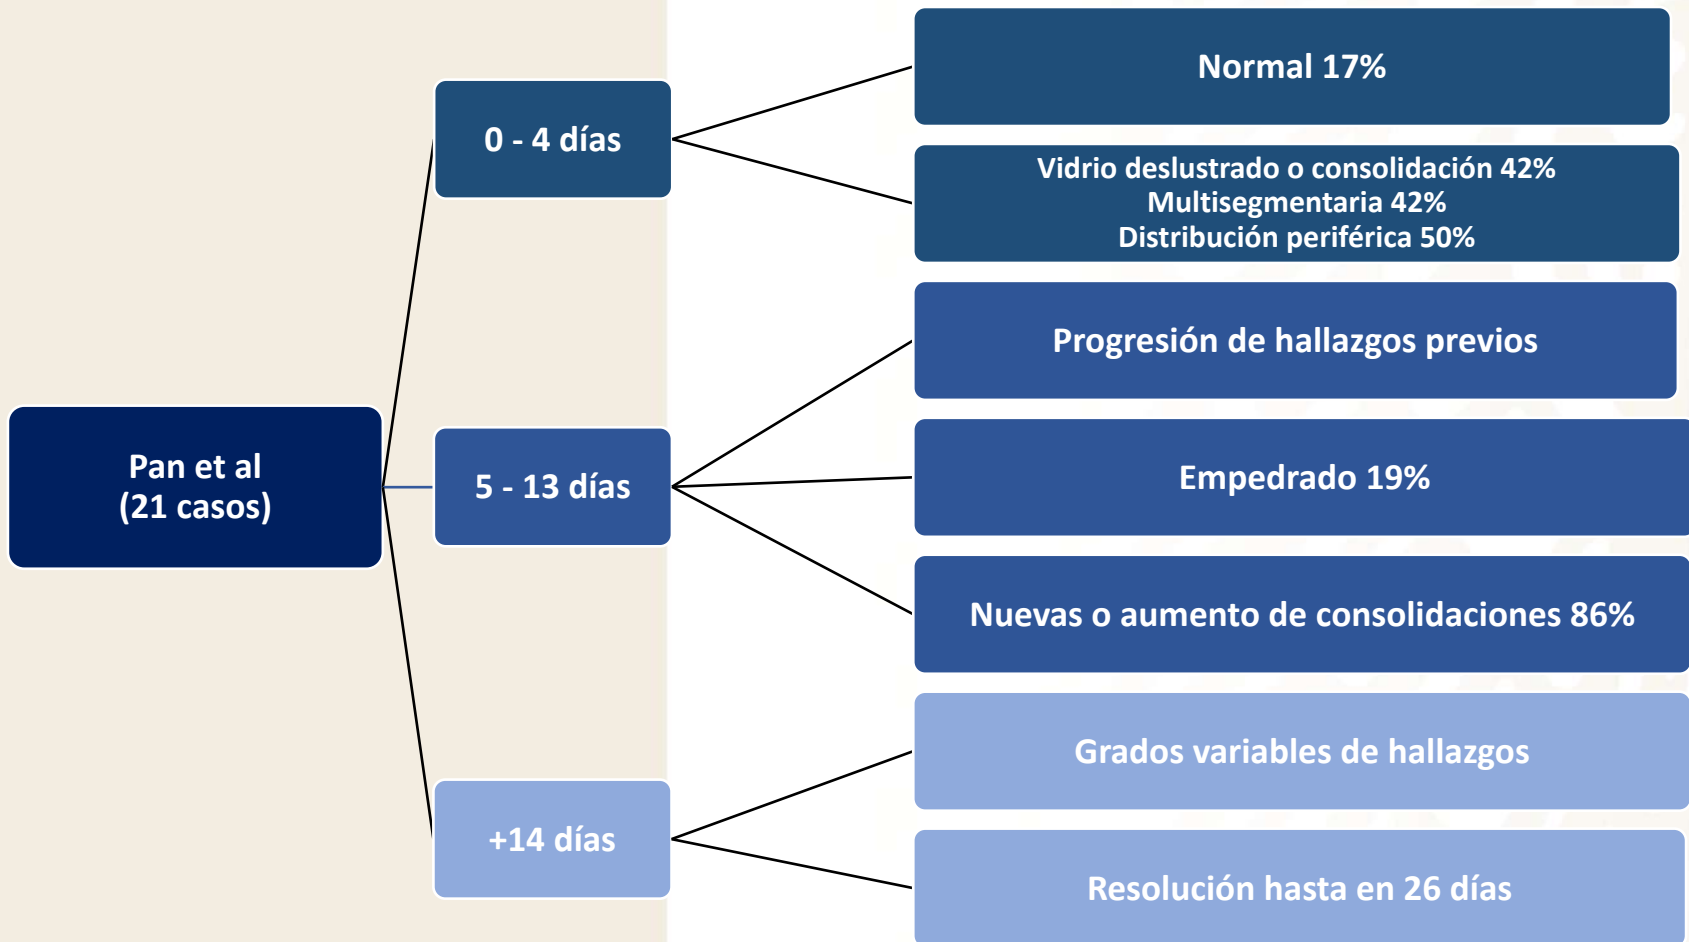 Pan et al
(21 casos)
0 - 4 días
Normal 17%
Vidrio deslustrado o consolidación 42%
Multisegmentaria 42%
Distribución periférica 50%
5 - 13 días
Progresión de hallazgos previos
Empedrado 19%
Nuevas o aumento de consolidaciones 86%
+14 días
Grados variables de hallazgos
Resolución hasta en 26 días